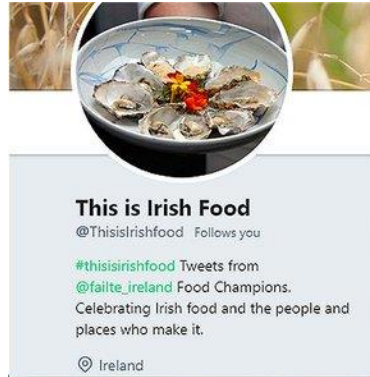 This is Irish Food
@ThisisIrishfood Follows you
#thisisirishfood Tweets from
@failte_ireland Food Champions.
Celebrating Irish food and the people and
places who make it.
Ireland